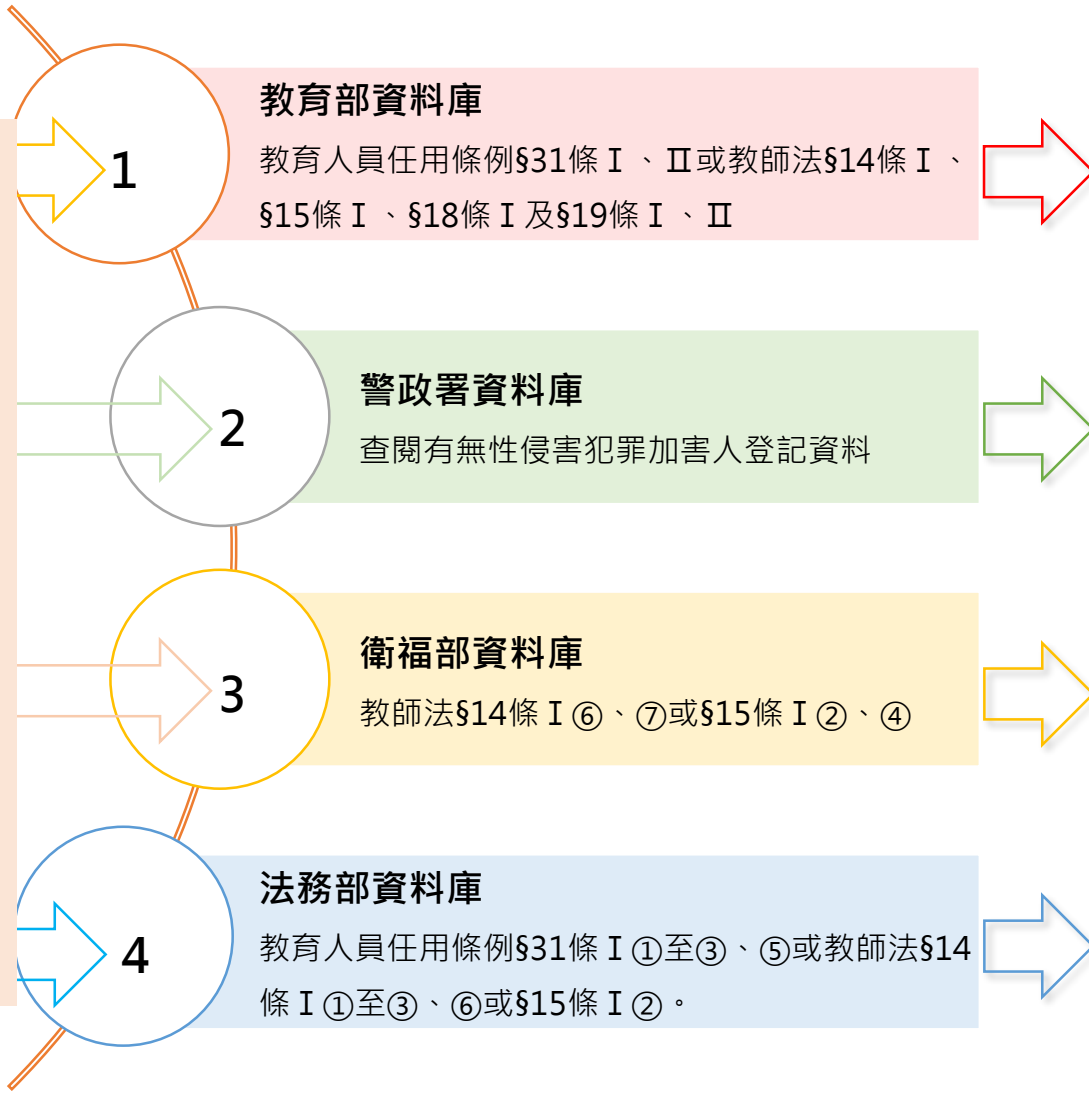 1
教育部資料庫
教育人員任用條例§31條Ⅰ、Ⅱ或教師法§14條Ⅰ、
§15條Ⅰ、§18條Ⅰ及§19條Ⅰ、Ⅱ
2
警政署資料庫
查閱有無性侵害犯罪加害人登記資料
3
衛福部資料庫
教師法§14條Ⅰ⑥、⑦或§15條Ⅰ②、④
4
法務部資料庫
教育人員任用條例§31條Ⅰ①至③、⑤或教師法§14
條Ⅰ①至③、⑥或§15條Ⅰ②。